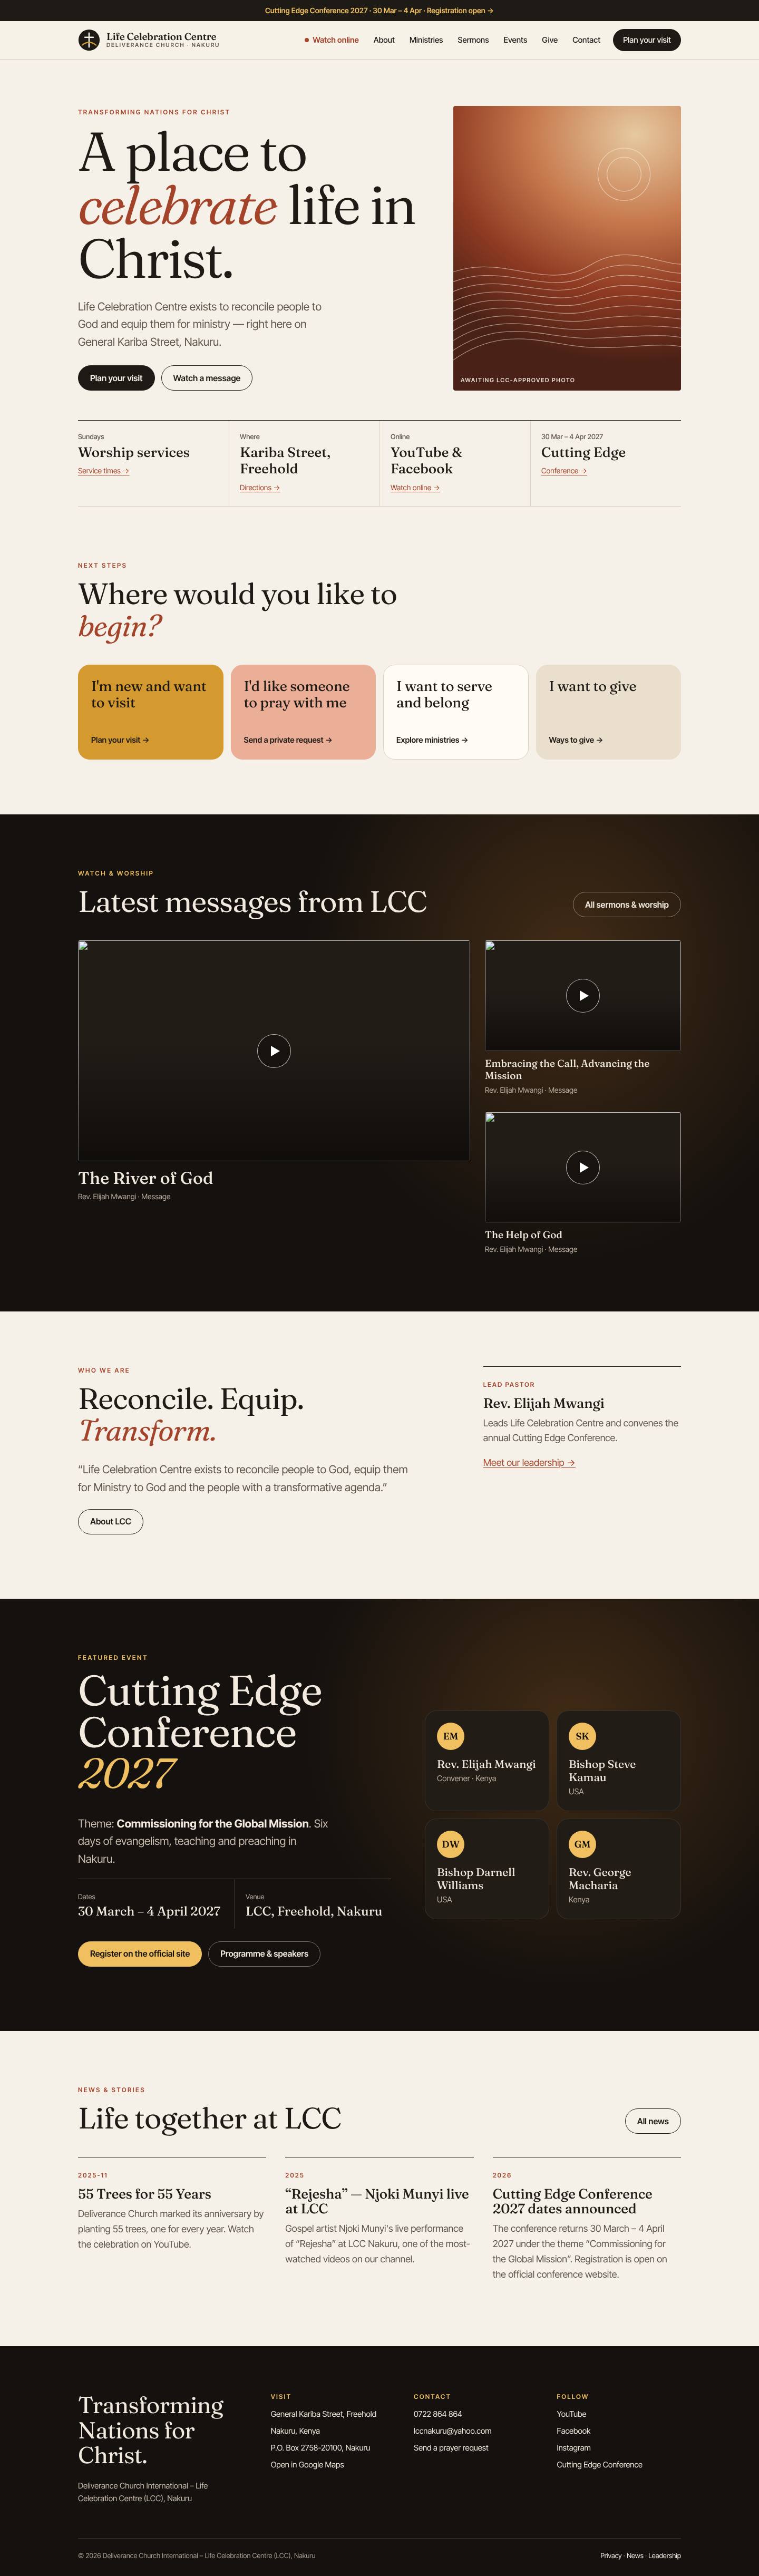 Cutting Edge Conference 2027 · 30 Mar – 4 Apr · Registration open →
Life Celebration Centre
DELIVERANCE CHURCH · NAKURU
Watch online
About
Ministries
Sermons
Events
Give
Contact
Plan your visit
TRANSFORMING NATIONS FOR CHRIST
A place to
celebrate life in
Christ.
Life Celebration Centre exists to reconcile people to
God and equip them for ministry — right here on
General Kariba Street, Nakuru.
Plan your visit
Watch a message
AWAITING LCC-APPROVED PHOTO
Sundays
Worship services
Service times →
Where
Kariba Street,
Freehold
Directions →
Online
YouTube &
Facebook
Watch online →
30 Mar – 4 Apr 2027
Cutting Edge
Conference →
NEXT STEPS
Where would you like to
begin?
I'm new and want
to visit
Plan your visit →
I'd like someone
to pray with me
Send a private request →
I want to serve
and belong
Explore ministries →
I want to give
Ways to give →
WATCH & WORSHIP
Latest messages from LCC
All sermons & worship
The River of God
Rev. Elijah Mwangi · Message
Embracing the Call, Advancing the
Mission
Rev. Elijah Mwangi · Message
The Help of God
Rev. Elijah Mwangi · Message
WHO WE ARE
Reconcile. Equip.
Transform.
“Life Celebration Centre exists to reconcile people to God, equip them
for Ministry to God and the people with a transformative agenda.”
About LCC
LEAD PASTOR
Rev. Elijah Mwangi
Leads Life Celebration Centre and convenes the
annual Cutting Edge Conference.
Meet our leadership →
FEATURED EVENT
Cutting Edge
Conference
2027
Theme: Commissioning for the Global Mission. Six
days of evangelism, teaching and preaching in
Nakuru.
Dates
30 March – 4 April 2027
Venue
LCC, Freehold, Nakuru
Register on the official site
Programme & speakers
EM
Rev. Elijah Mwangi
Convener · Kenya
SK
Bishop Steve
Kamau
USA
DW
Bishop Darnell
Williams
USA
GM
Rev. George
Macharia
Kenya
NEWS & STORIES
Life together at LCC
All news
2025-11
55 Trees for 55 Years
Deliverance Church marked its anniversary by
planting 55 trees, one for every year. Watch
the celebration on YouTube.
2025
“Rejesha” — Njoki Munyi live
at LCC
Gospel artist Njoki Munyi's live performance
of “Rejesha” at LCC Nakuru, one of the most-
watched videos on our channel.
2026
Cutting Edge Conference
2027 dates announced
The conference returns 30 March – 4 April
2027 under the theme “Commissioning for
the Global Mission”. Registration is open on
the official conference website.
Transforming
Nations for
Christ.
Deliverance Church International – Life
Celebration Centre (LCC), Nakuru
VISIT
General Kariba Street, Freehold
Nakuru, Kenya
P.O. Box 2758-20100, Nakuru
Open in Google Maps
CONTACT
0722 864 864
lccnakuru@yahoo.com
Send a prayer request
FOLLOW
YouTube
Facebook
Instagram
Cutting Edge Conference
© 2026 Deliverance Church International – Life Celebration Centre (LCC), Nakuru
Privacy · News · Leadership